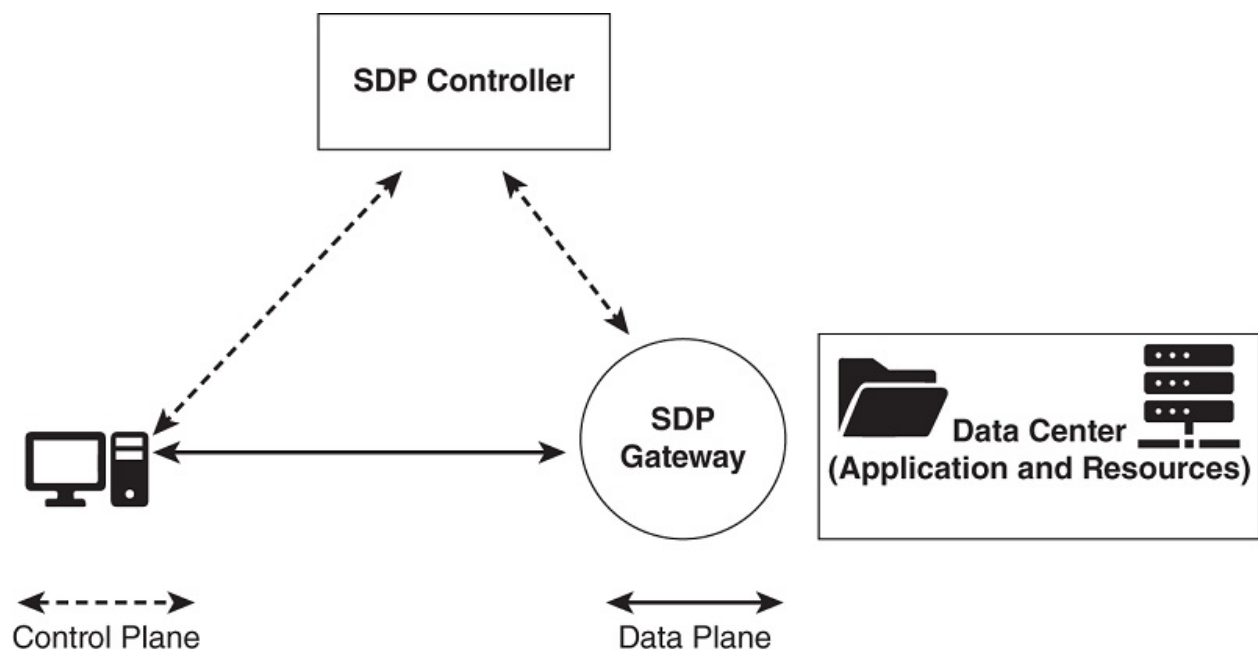 SDP Controller
SDP
Gateway
Data Center
(Application and Resources)
Control Plane
Data Plane